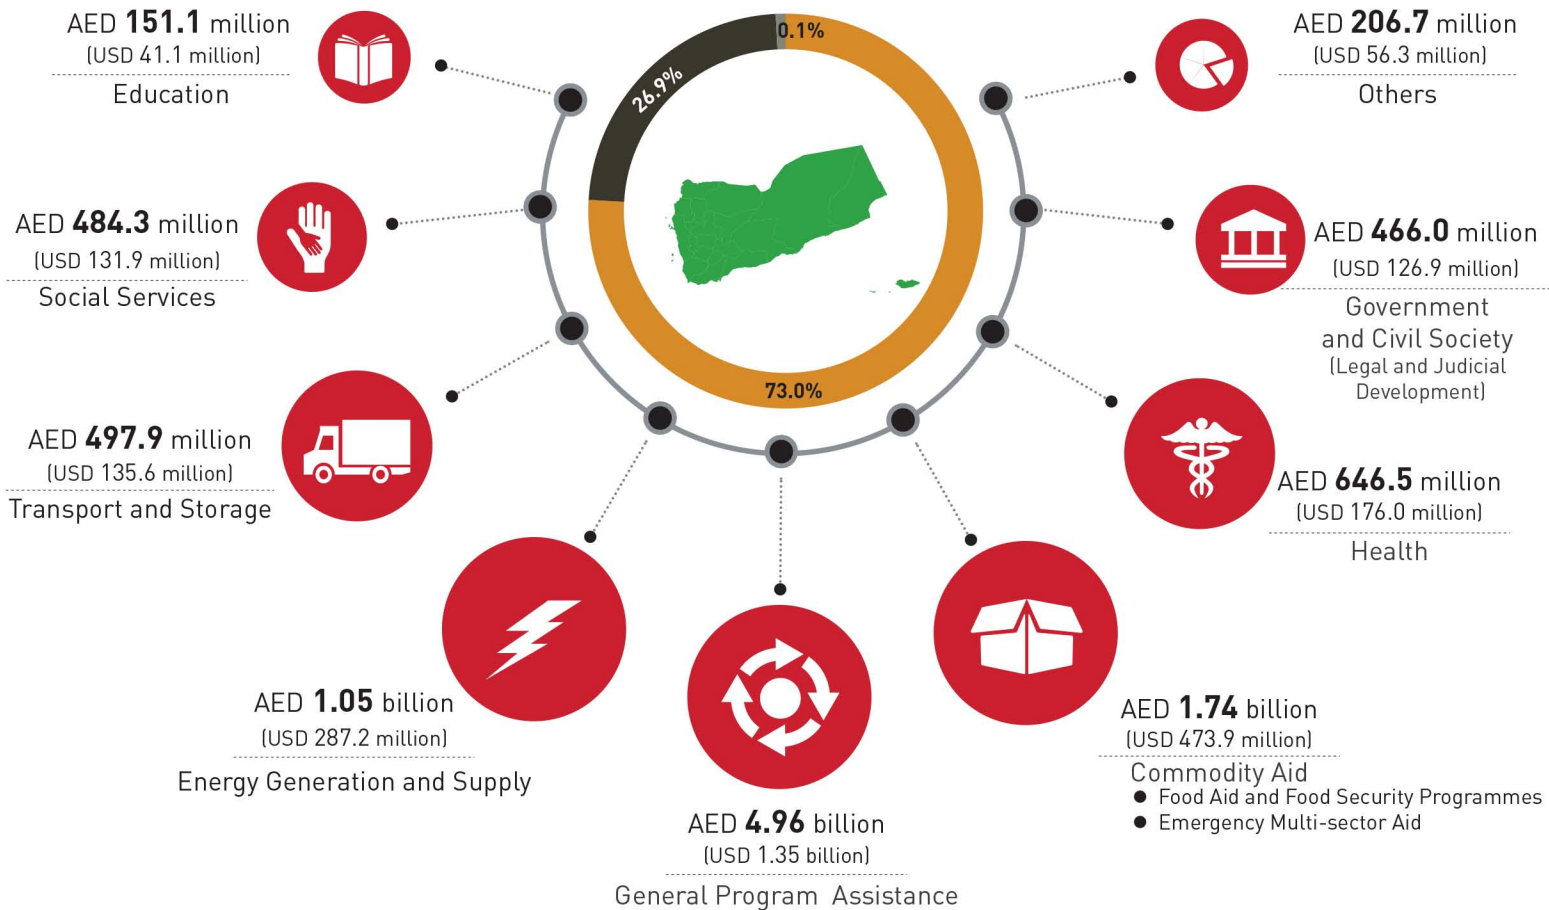 AED 151.1 million
(USD 41.1 million)
Education
AED 484.3 million
(USD 131.9 million)
Social Services
AED 497.9 million
(USD 135.6 million)
Transport and Storage
AED 1.05 billion
(USD 287.2 million)
Energy Generation and Supply
AED 4.96 billion
(USD 1.35 billion)
General Program Assistance
AED 1.74 billion
(USD 473.9 million)
Commodity Aid
● Food Aid and Food Security Programmes
● Emergency Multi-sector Aid
AED 646.5 million
(USD 176.0 million)
Health
AED 466.0 million
(USD 126.9 million)
Government
and Civil Society
(Legal and Judicial
Development)
AED 206.7 million
(USD 56.3 million)
Others
0.1%
26.9%
73.0%